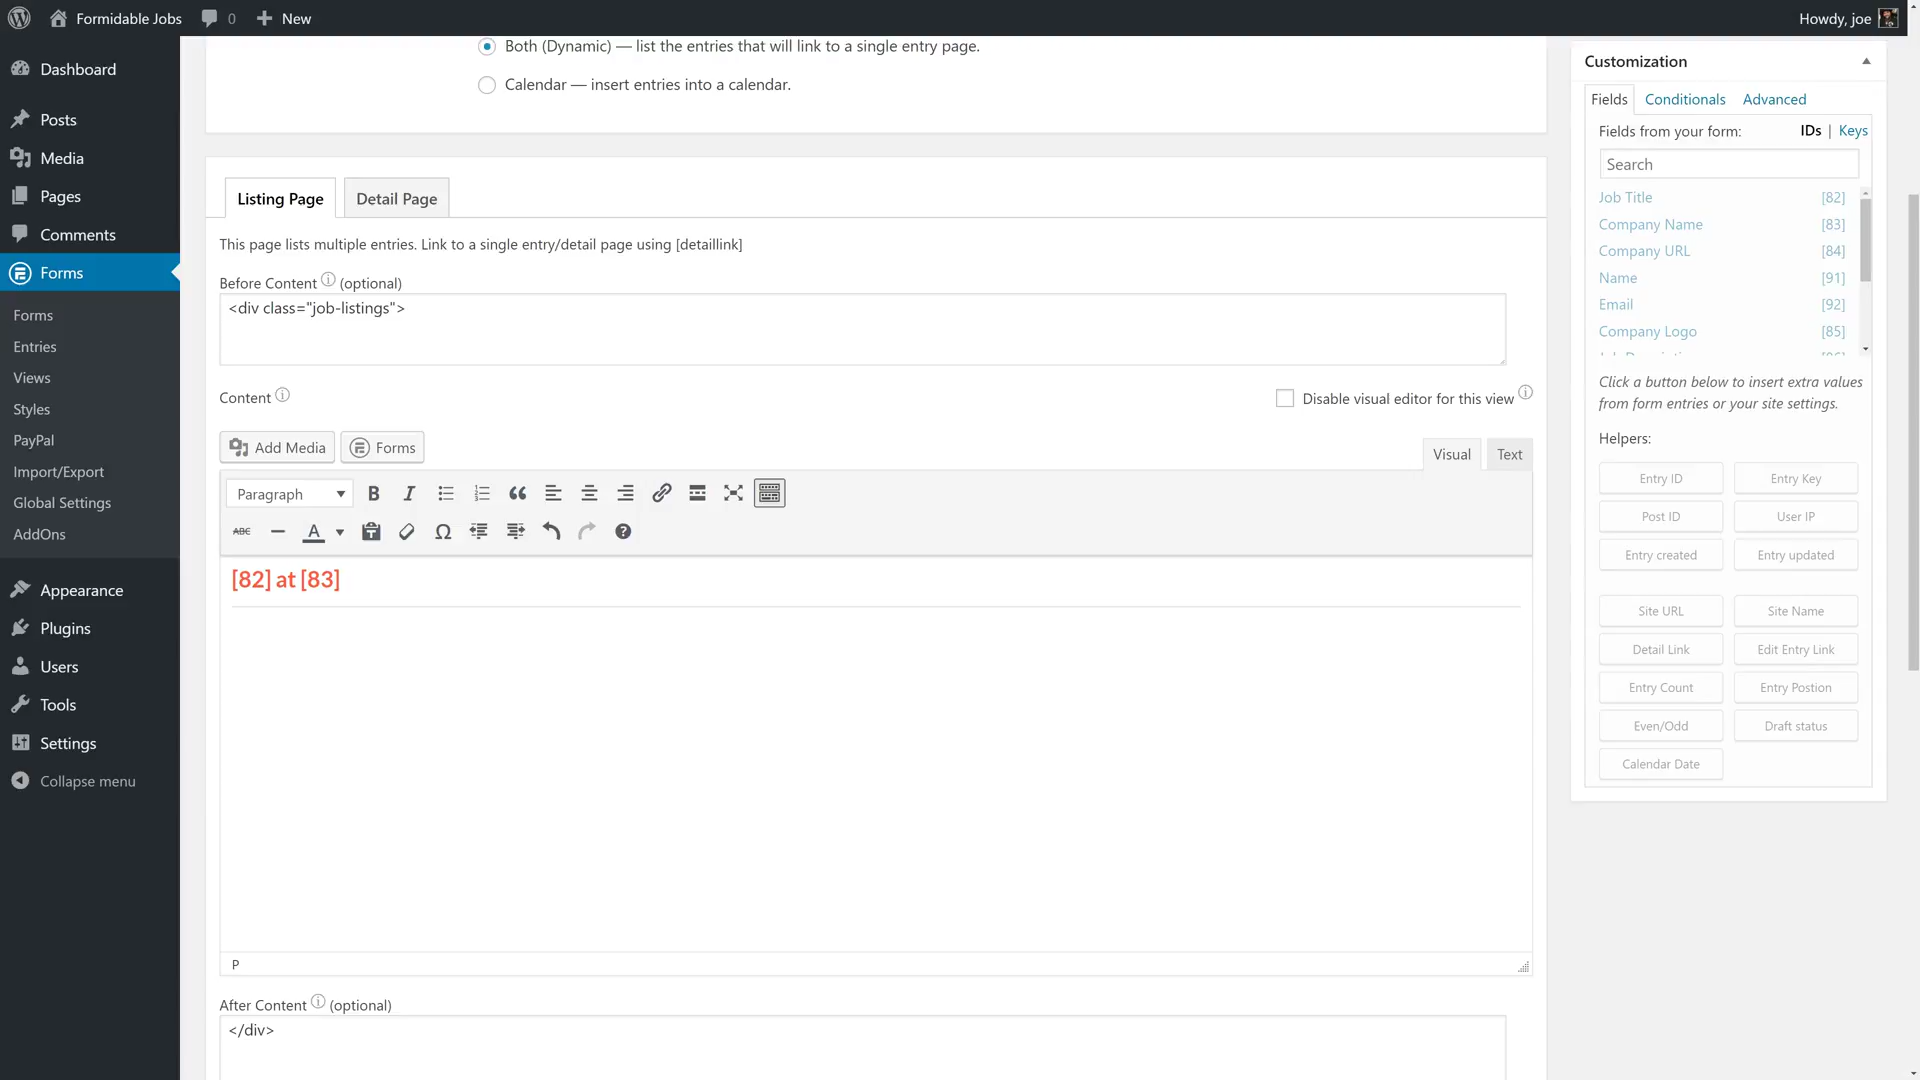 Formidable Jobs
0
New
Howdy, joe
Dashboard
Posts
Media
Pages
Comments
Forms
Forms
Entries
Views
Styles
PayPal
Import/Export
Global Settings
AddOns
Appearance
Plugins
Users
Tools
Settings
Collapse menu
Both (Dynamic) — list the entries that will link to a single entry page.
Calendar — insert entries into a calendar.
Listing Page
Detail Page
This page lists multiple entries. Link to a single entry/detail page using [detaillink]
Before Content (optional)
<div class="job-listings">
Content
Disable visual editor for this view
Add Media
Forms
Visual
Text
Paragraph
B
I
ABC
A
Ω
[82] at [83]
P
After Content (optional)
</div>
Customization
Fields
Conditionals
Advanced
Fields from your form:
IDs | Keys
Search
Job Title [82]
Company Name [83]
Company URL [84]
Name [91]
Email [92]
Company Logo [85]
Click a button below to insert extra values
from form entries or your site settings.
Helpers:
Entry ID
Entry Key
Post ID
User IP
Entry created
Entry updated
Site URL
Site Name
Detail Link
Edit Entry Link
Entry Count
Entry Postion
Even/Odd
Draft status
Calendar Date